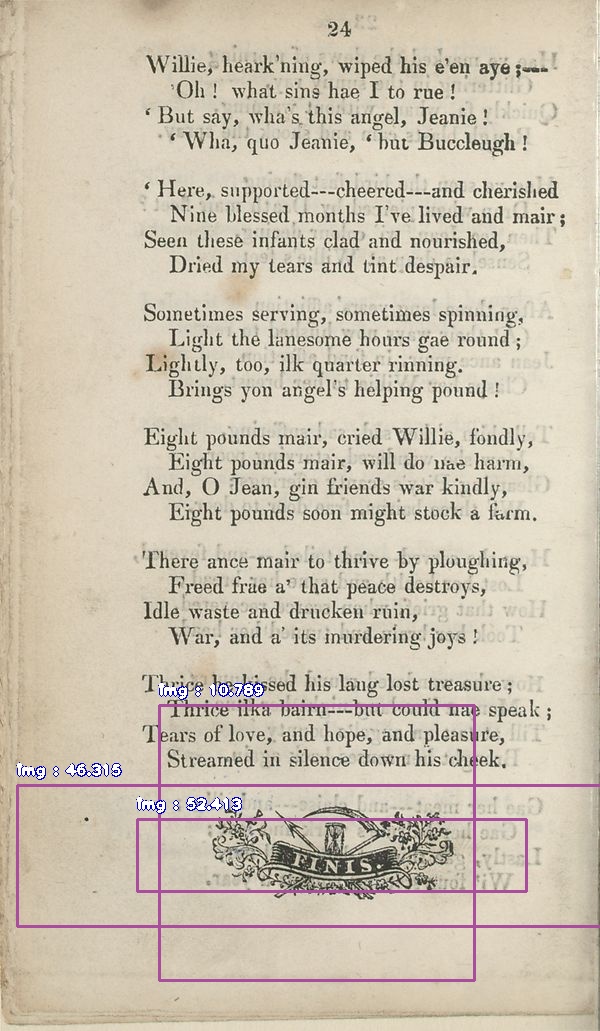 24
Willie, heark'ning, wiped his e'en aye;---
'Oh ! what sins hae I to rue !
‘ But say, wha's this angel, Jeanie !
‘ Wha, quo Jeanie, ‘ but Buccleugh !
‘ Here, supported---cheered---and cherished
Nine blessed months I've lived and mair;
Seen these infants clad and nourished,
Dried my tears and tint despair.
Sometimes serving, sometimes spinning,
Light the lanesome hours gae round ;
Lightly, too, ilk quarter rinning.
Brings yon angel's helping pound !
Eight pounds mair, cried Willie, fondly,
Eight pounds mair, will do nae harm,
And, O Jean, gin friends war kindly,
Eight pounds soon might stock a farm.
There ance mair to thrive by ploughing,
Freed frae a' that peace destroys,
Idle waste and drucken ruin,
War, and a' its murdering joys !
Thrice he kissed his lang lost treasure ;
img : 10.789
Thrice ilka bairn---but could nae speak ;
Tears of love, and hope, and pleasure,
Streamed in silence down his cheek.
img : 46.315
img : 52.413
FINIS.